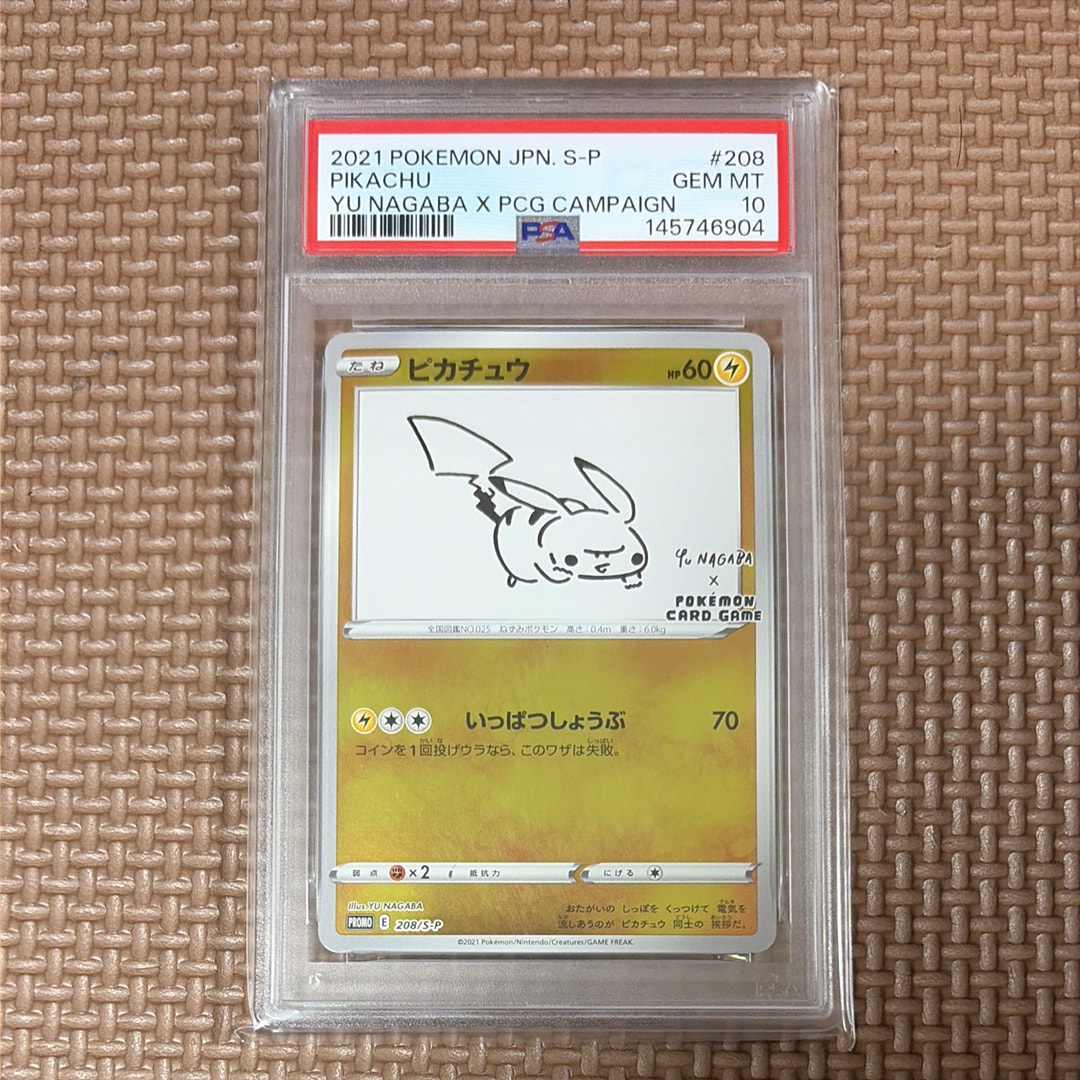 2021 POKEMON JPN. S-P #208
PIKACHU GEM MT
YU NAGABA X PCG CAMPAIGN 10
PSA 145746904
たね ピカチュウ HP60
YU NAGABA
×
POKÉMON
CARD GAME
全国図鑑NO.025 ねずみポケモン 高さ:0.4m 重さ:6.0kg
いっぱつしょうぶ 70
コインを1回投げウラなら、このワザは失敗。
弱点 ×2 抵抗力 にげる
Illus. YU NAGABA
PROMO E 208/S-P
おたがいの しっぽを くっつけて 電気を
流しあうのが ピカチュウ 同士の 挨拶だ。
©2021 Pokémon/Nintendo/Creatures/GAME FREAK.
PSA